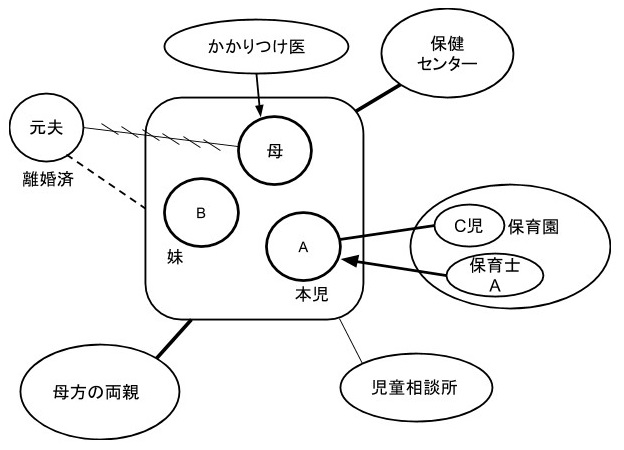 かかりつけ医
保健
センター
元夫
離婚済
母
B
妹
A
本児
C児
保育園
保育士
A
母方の両親
児童相談所